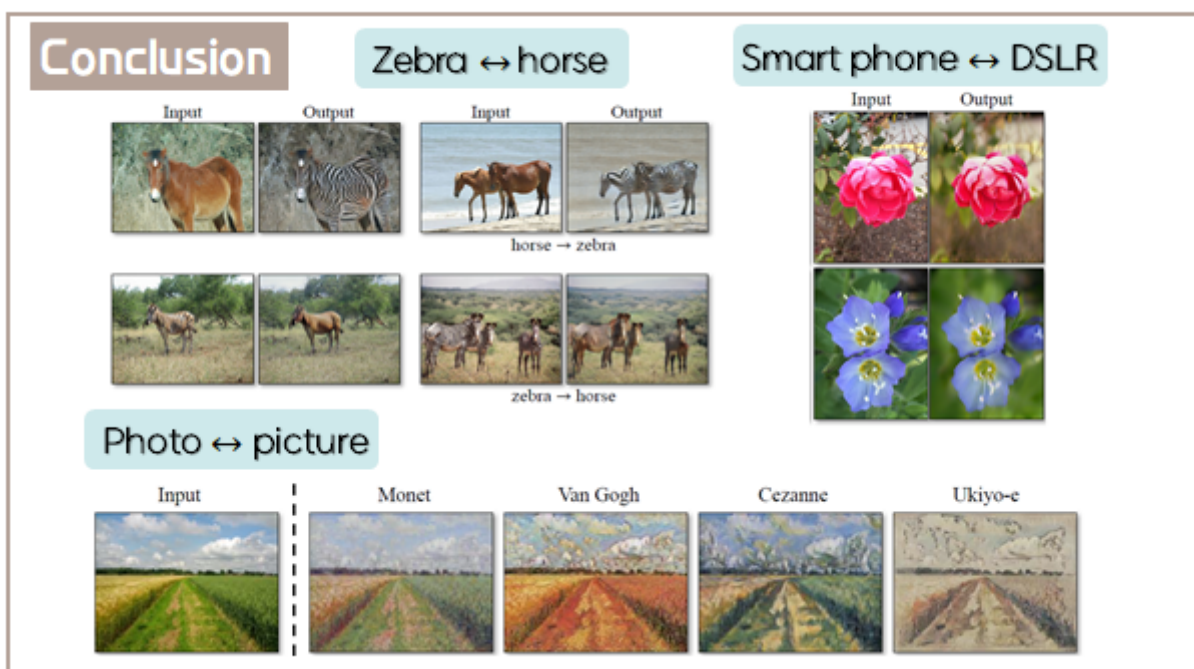 Conclusion
Zebra ↔ horse
Smart phone ↔ DSLR
Input Output Input Output
Input Output
horse → zebra
zebra → horse
Photo ↔ picture
Input Monet Van Gogh Cezanne Ukiyo-e